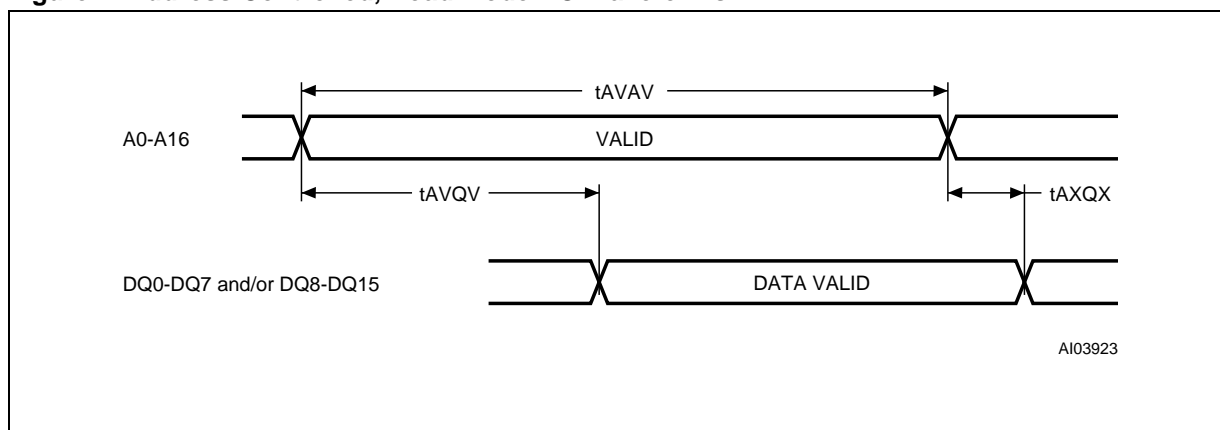 tAVAV
A0-A16
VALID
tAVQV
tAXQX
DQ0-DQ7 and/or DQ8-DQ15
DATA VALID
AI03923